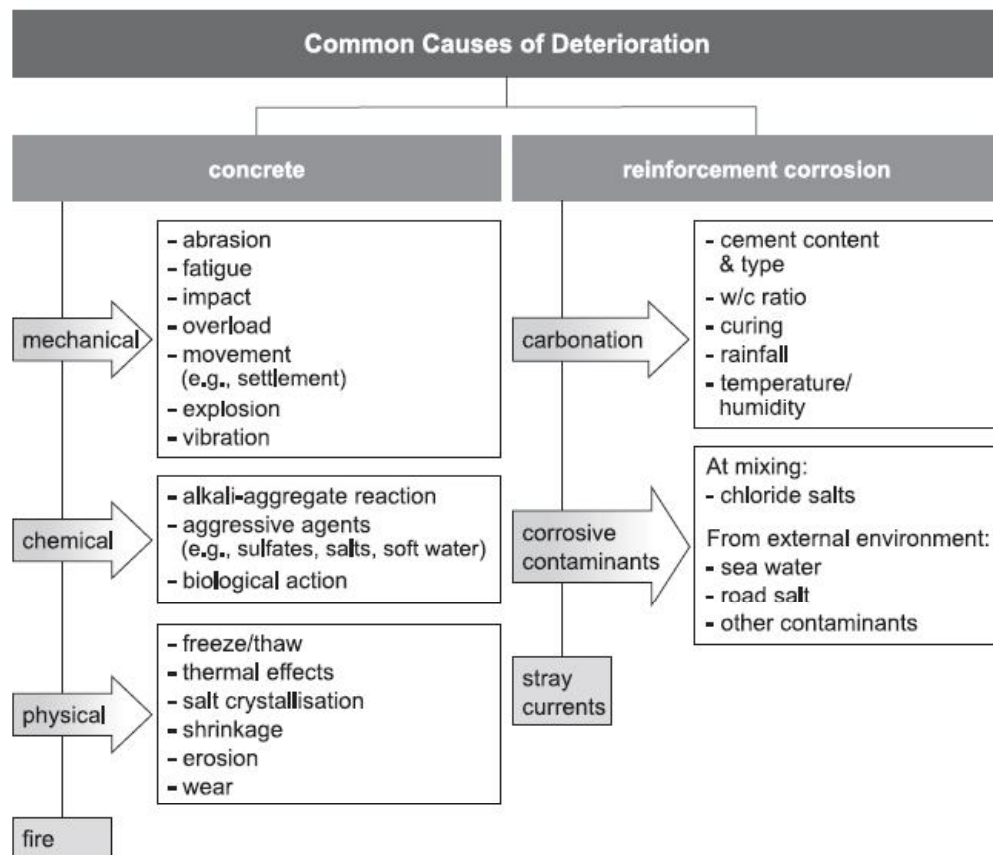 Common Causes of Deterioration
concrete
mechanical
- abrasion
- fatigue
- impact
- overload
- movement
(e.g., settlement)
- explosion
- vibration
chemical
- alkali-aggregate reaction
- aggressive agents
(e.g., sulfates, salts, soft water)
- biological action
physical
- freeze/thaw
- thermal effects
- salt crystallisation
- shrinkage
- erosion
- wear
fire
reinforcement corrosion
carbonation
- cement content
& type
- w/c ratio
- curing
- rainfall
- temperature/
humidity
corrosive
contaminants
At mixing:
- chloride salts
From external environment:
- sea water
- road salt
- other contaminants
stray
currents